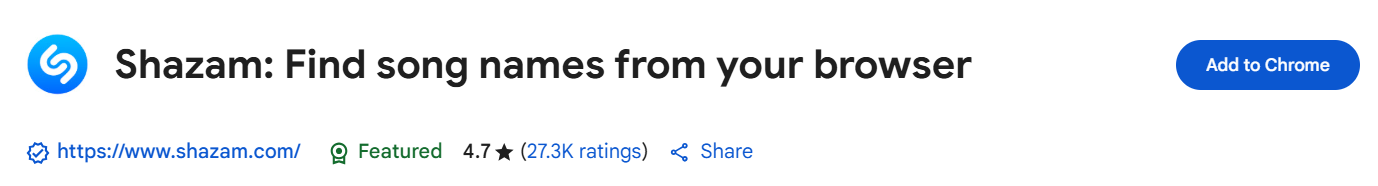 Shazam: Find song names from your browser
Add to Chrome
https://www.shazam.com/ Featured 4.7★ (27.3K ratings) Share